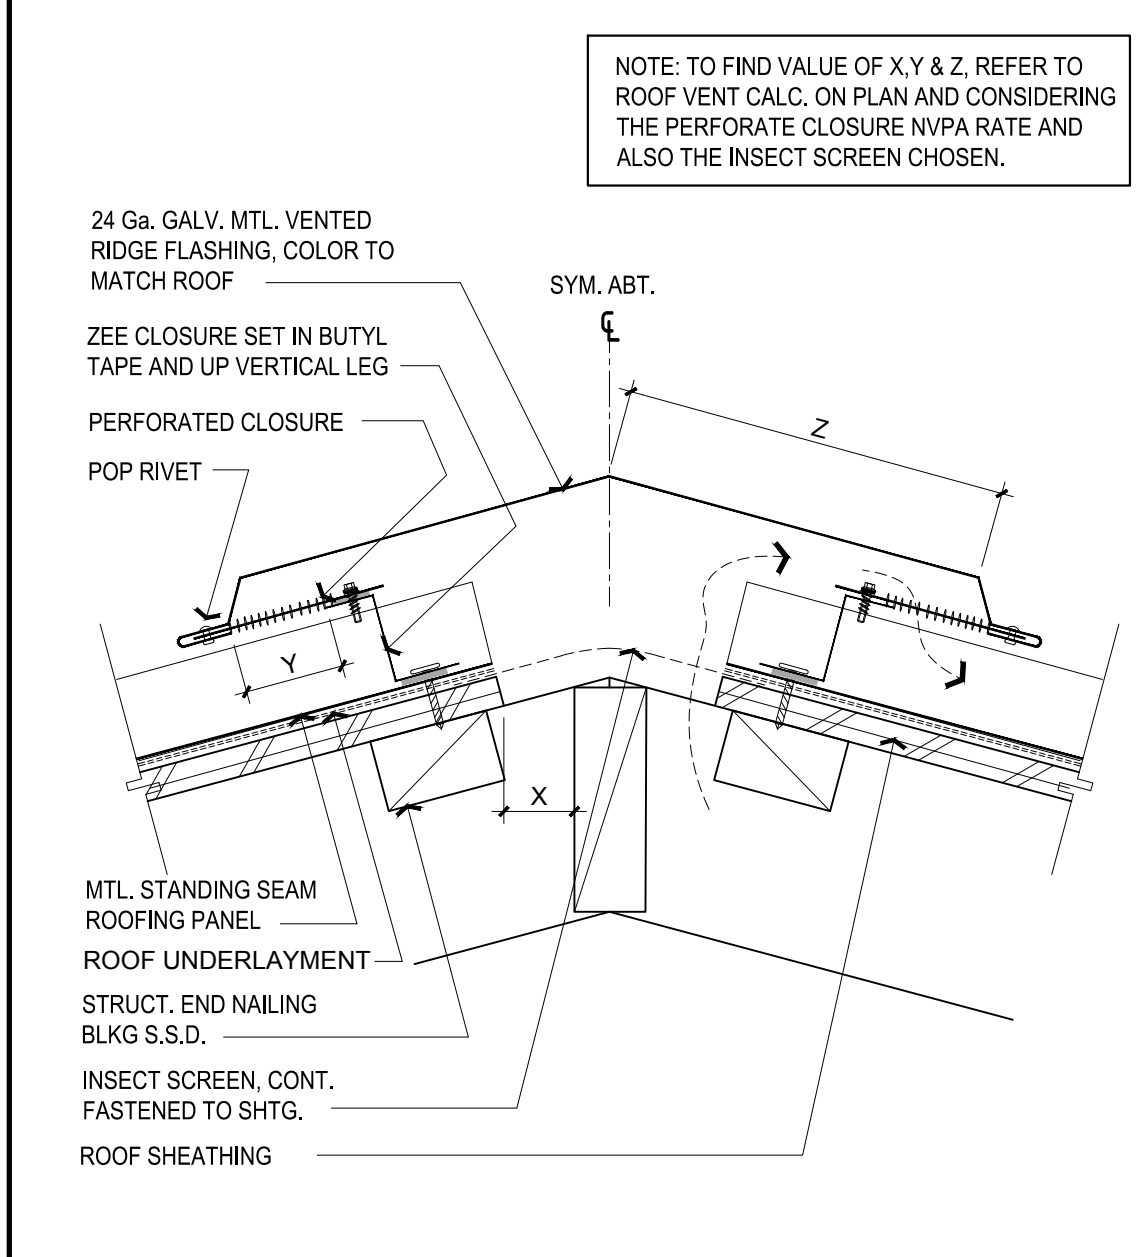 NOTE: TO FIND VALUE OF X,Y & Z, REFER TO
ROOF VENT CALC. ON PLAN AND CONSIDERING
THE PERFORATE CLOSURE NVPA RATE AND
ALSO THE INSECT SCREEN CHOSEN.
24 Ga. GALV. MTL. VENTED
RIDGE FLASHING, COLOR TO
MATCH ROOF
SYM. ABT.
℄
ZEE CLOSURE SET IN BUTYL
TAPE AND UP VERTICAL LEG
PERFORATED CLOSURE
POP RIVET
Z
Y
X
MTL. STANDING SEAM
ROOFING PANEL
ROOF UNDERLAYMENT
STRUCT. END NAILING
BLKG S.S.D.
INSECT SCREEN, CONT.
FASTENED TO SHTG.
ROOF SHEATHING